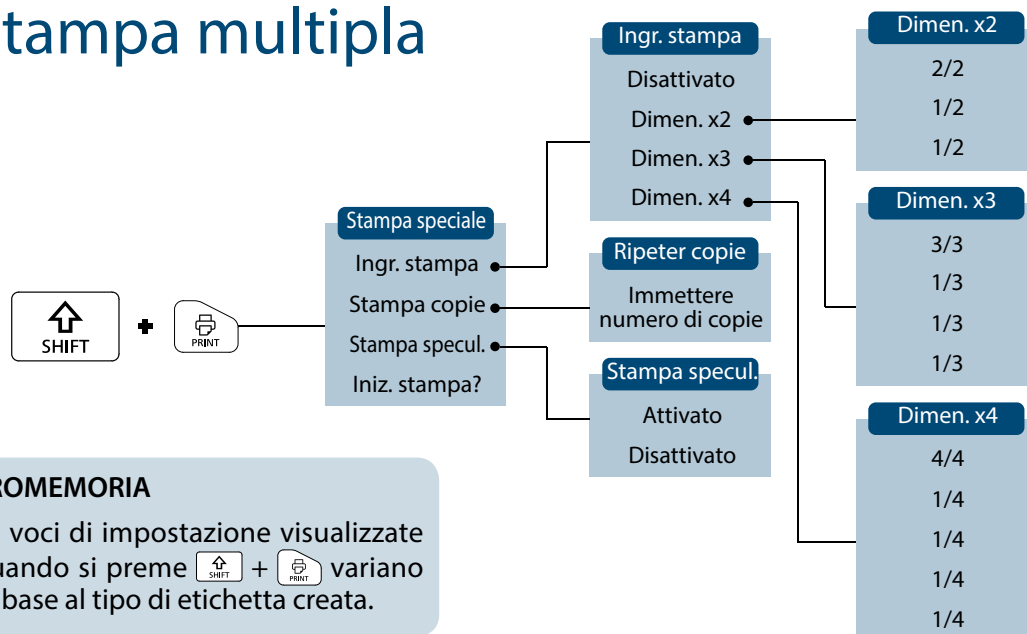 tampa multipla
SHIFT
PRINT
Stampa speciale
Ingr. stampa
Stampa copie
Stampa specul.
Iniz. stampa?
Ingr. stampa
Disattivato
Dimen. x2
Dimen. x3
Dimen. x4
Ripeter copie
Immettere
numero di copie
Stampa specul.
Attivato
Disattivato
Dimen. x2
2/2
1/2
1/2
Dimen. x3
3/3
1/3
1/3
1/3
Dimen. x4
4/4
1/4
1/4
1/4
1/4
ROMEMORIA
voci di impostazione visualizzate
uando si preme SHIFT + PRINT variano
base al tipo di etichetta creata.